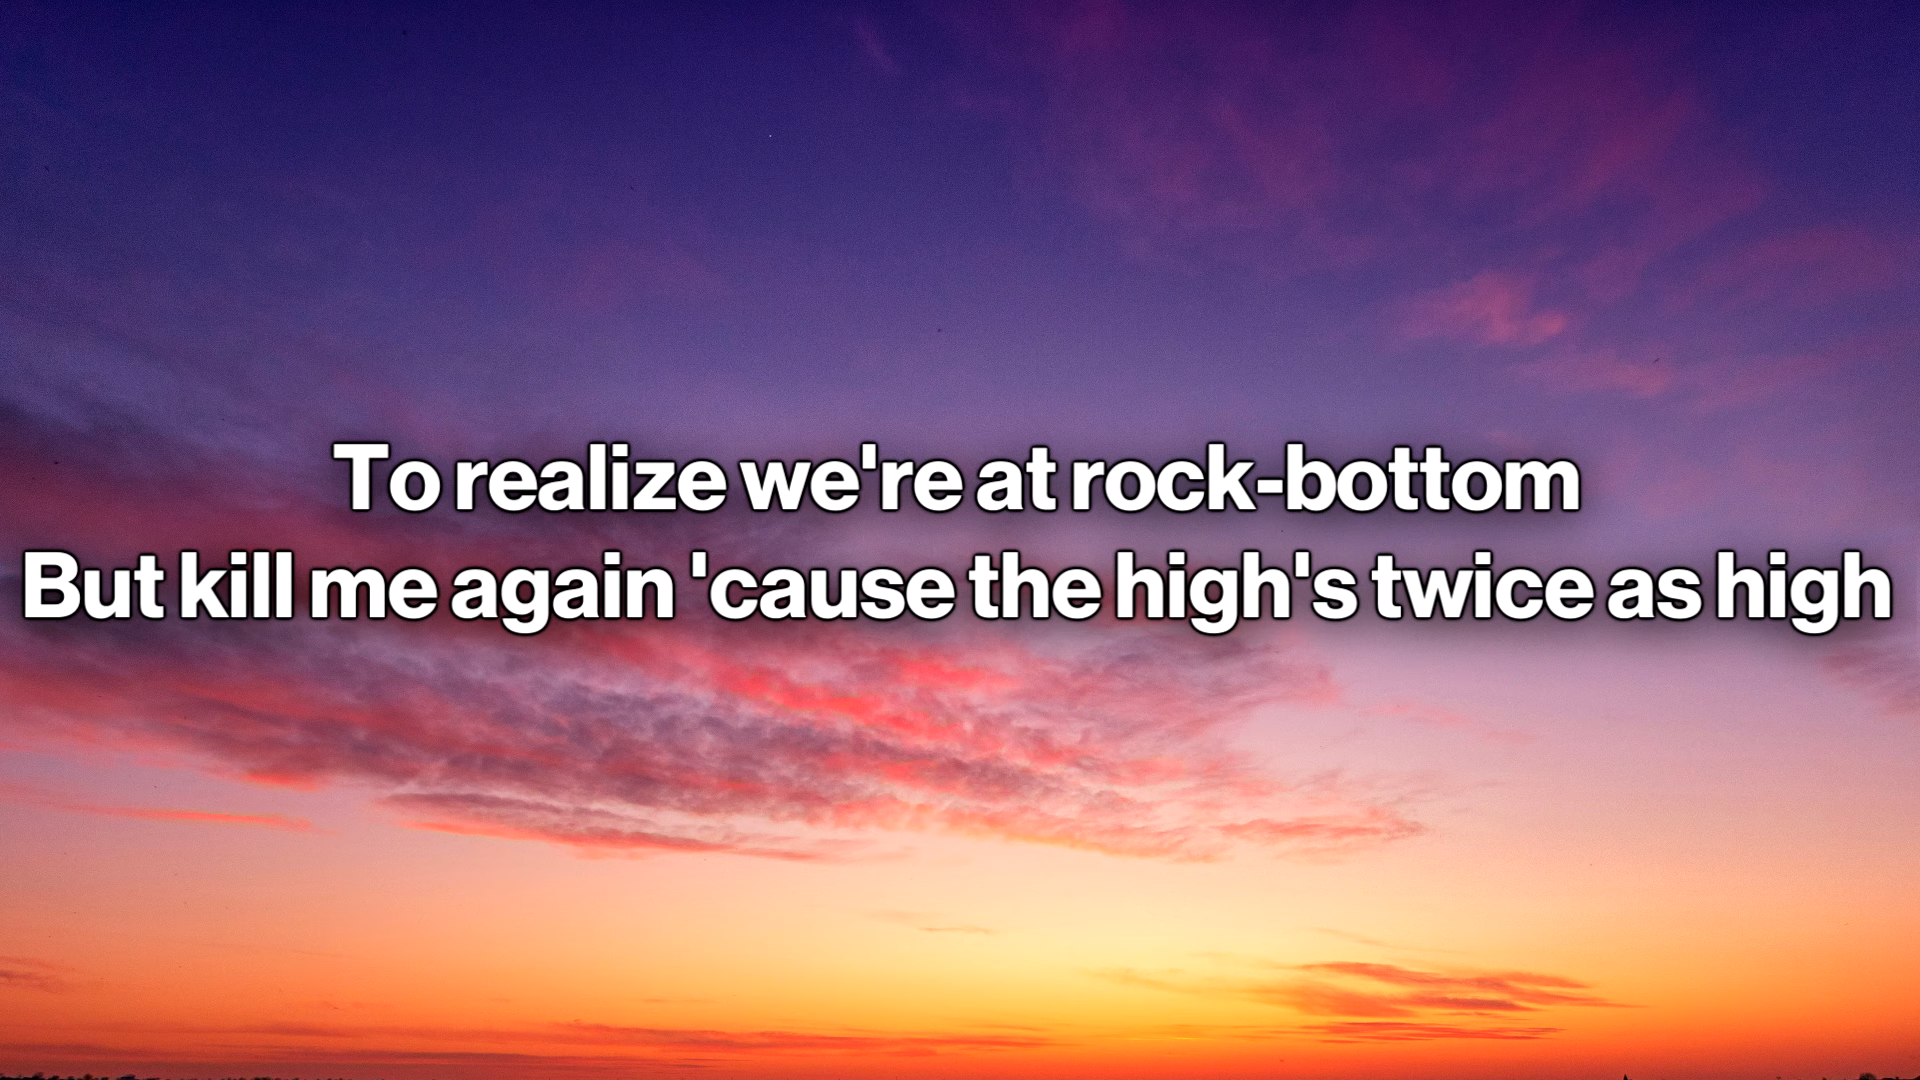 To realize we're at rock-bottom
But kill me again 'cause the high's twice as high